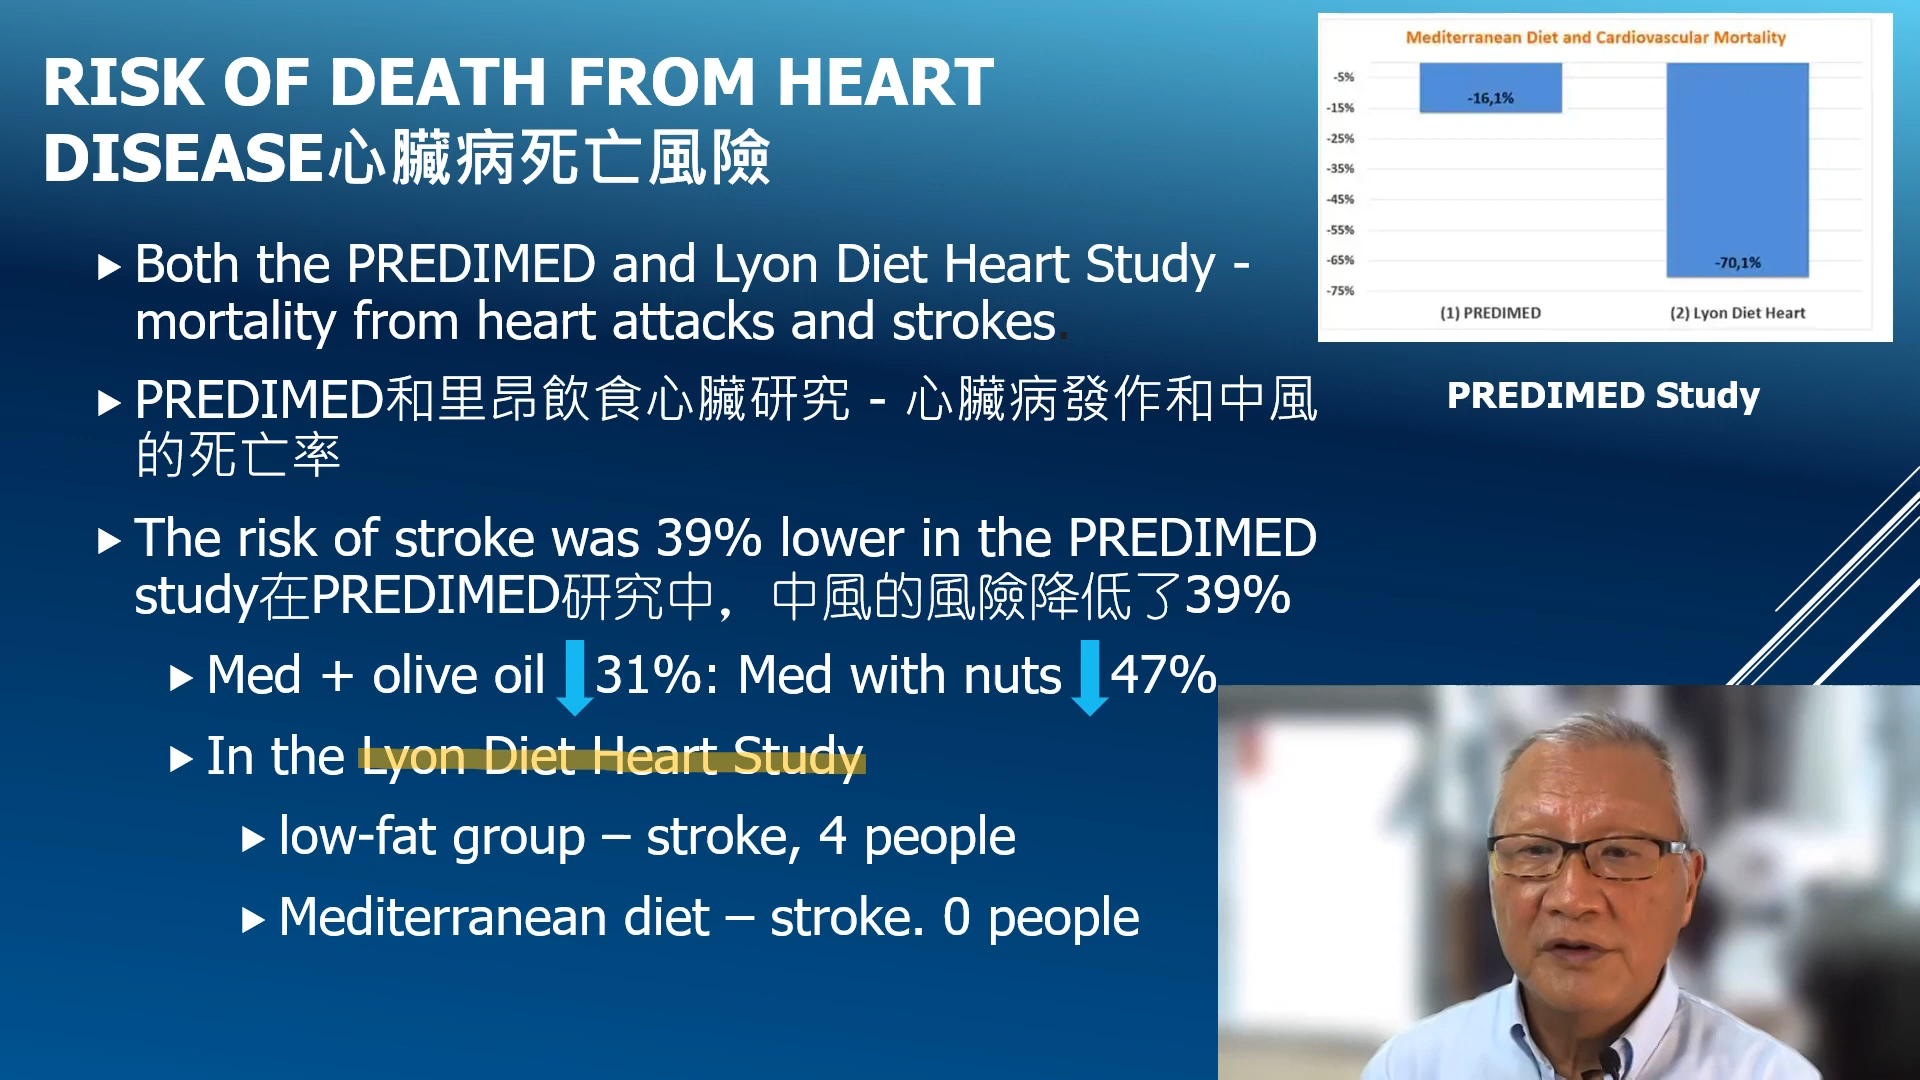 RISK OF DEATH FROM HEART
DISEASE心臟病死亡風險
Both the PREDIMED and Lyon Diet Heart Study -
mortality from heart attacks and strokes.
PREDIMED和里昂飲食心臟研究 - 心臟病發作和中風
的死亡率
The risk of stroke was 39% lower in the PREDIMED
study在PREDIMED研究中，中風的風險降低了39%
Med + olive oil 31%: Med with nuts 47%
In the Lyon Diet Heart Study
low-fat group – stroke, 4 people
Mediterranean diet – stroke. 0 people
Mediterranean Diet and Cardiovascular Mortality
-5%
-15%
-25%
-35%
-45%
-55%
-65%
-75%
-16,1%
-70,1%
(1) PREDIMED (2) Lyon Diet Heart
PREDIMED Study